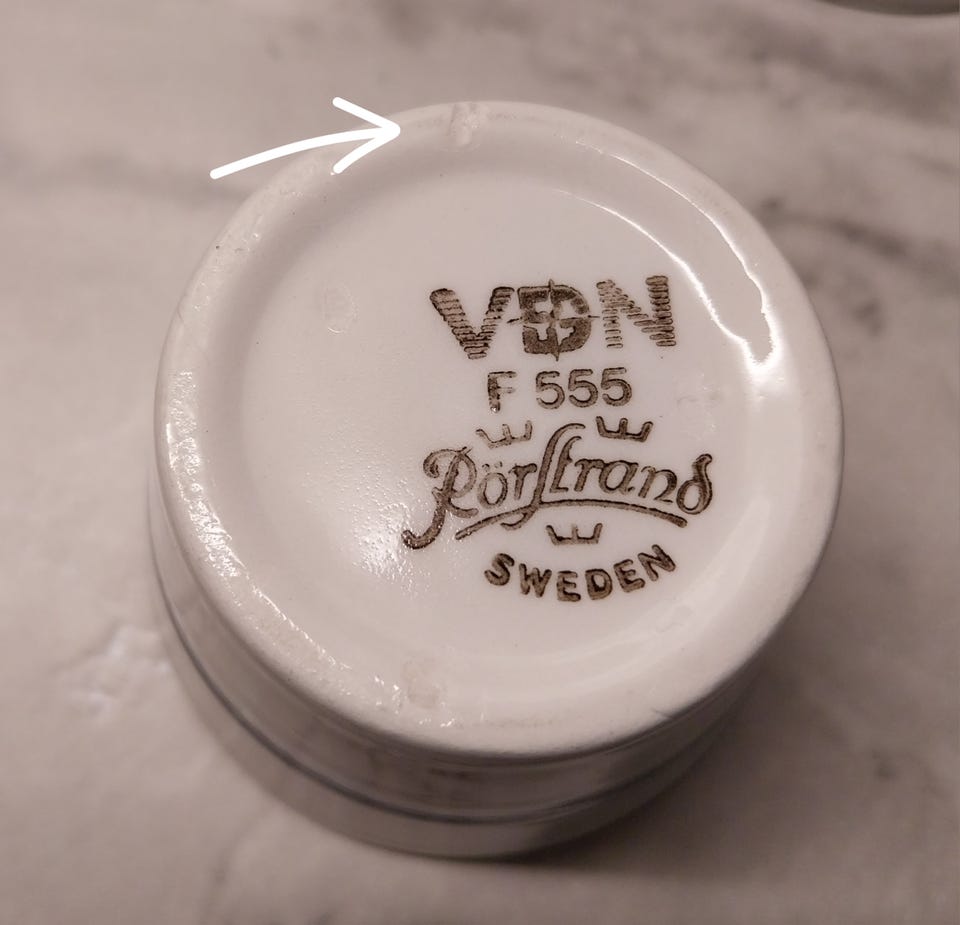 VDN
F 555
Rörstrand
SWEDEN